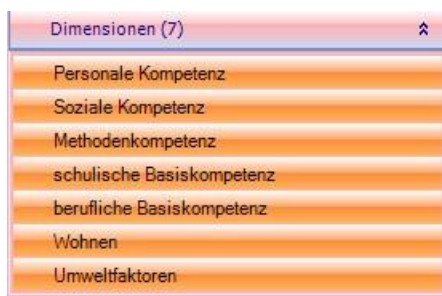 Dimensionen (7)
Personale Kompetenz
Soziale Kompetenz
Methodenkompetenz
schulische Basiskompetenz
berufliche Basiskompetenz
Wohnen
Umweltfaktoren